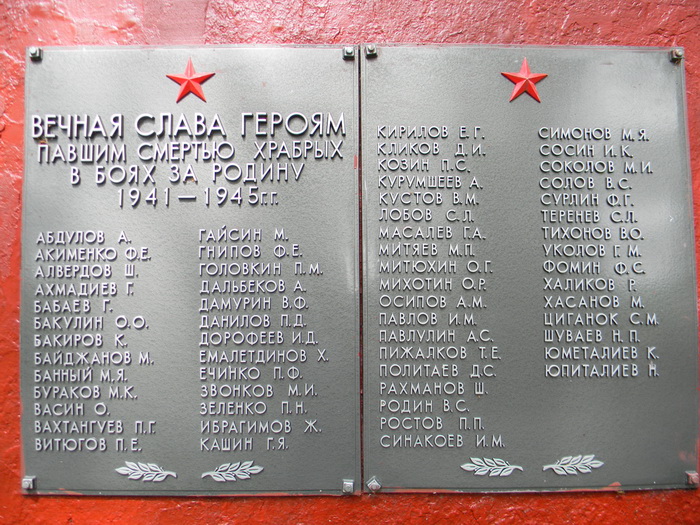 ВЕЧНАЯ СЛАВА ГЕРОЯМ
ПАВШИМ СМЕРТЬЮ ХРАБРЫХ
В БОЯХ ЗА РОДИНУ
1941 — 1945 г.г.
АБДУЛОВ А.
АКИМЕНКО Ф.Е.
АЛВЕРДОВ Ш.
АХМАДИЕВ Г.
БАБАЕВ Г.
БАКУЛИН О.О.
БАКИРОВ К.
БАЙДЖАНОВ М.
БАННЫЙ М.Я.
БУРАКОВ М.К.
ВАСИН О.
ВАХТАНГУЕВ П.Г.
ВИТЮГОВ П.Е.
ГАЙСИН М.
ГНИПОВ Ф.Е.
ГОЛОВКИН П.М.
ДАЛЬБЕКОВ А.
ДАМУРИН В.Ф.
ДАНИЛОВ П.Д.
ДОРОФЕЕВ И.Д.
ЕМАЛЕТДИНОВ Х.
ЕЧИНКО П.Ф.
ЗВОНКОВ М.И.
ЗЕЛЕНКО П.Н.
ИБРАГИМОВ Ж.
КАШИН Г.Я.
КИРИЛОВ Е.Г.
КЛИКОВ Д.И.
КОЗИН П.С.
КУРУМШЕЕВ А.
КУСТОВ В.М.
ЛОБОВ С.Л.
МАСАЛЕВ Г.А.
МИТЯЕВ М.П.
МИТЮХИН О.Г.
МИХОТИН О.Р.
ОСИПОВ А.М.
ПАВЛОВ И.М.
ПАВЛУЛИН А.С.
ПИЖАЛКОВ Т.Е.
ПОЛИТАЕВ Д.С.
РАХМАНОВ Ш.
РОДИН В.С.
РОСТОВ П.П.
СИНАКОЕВ И.М.
СИМОНОВ М.Я.
СОСИН И.К.
СОКОЛОВ М.И.
СОЛОВ В.С.
СУРЛИН Ф.Г.
ТЕРЕНЕВ С.Л.
ТИХОНОВ В.О.
УКОЛОВ Г.М.
ФОМИН Ф.С.
ХАЛИКОВ Р.
ХАСАНОВ М.
ЦИГАНОК С.М.
ШУВАЕВ Н.П.
ЮМЕТАЛИЕВ К.
ЮПИТАЛИЕВ Н.